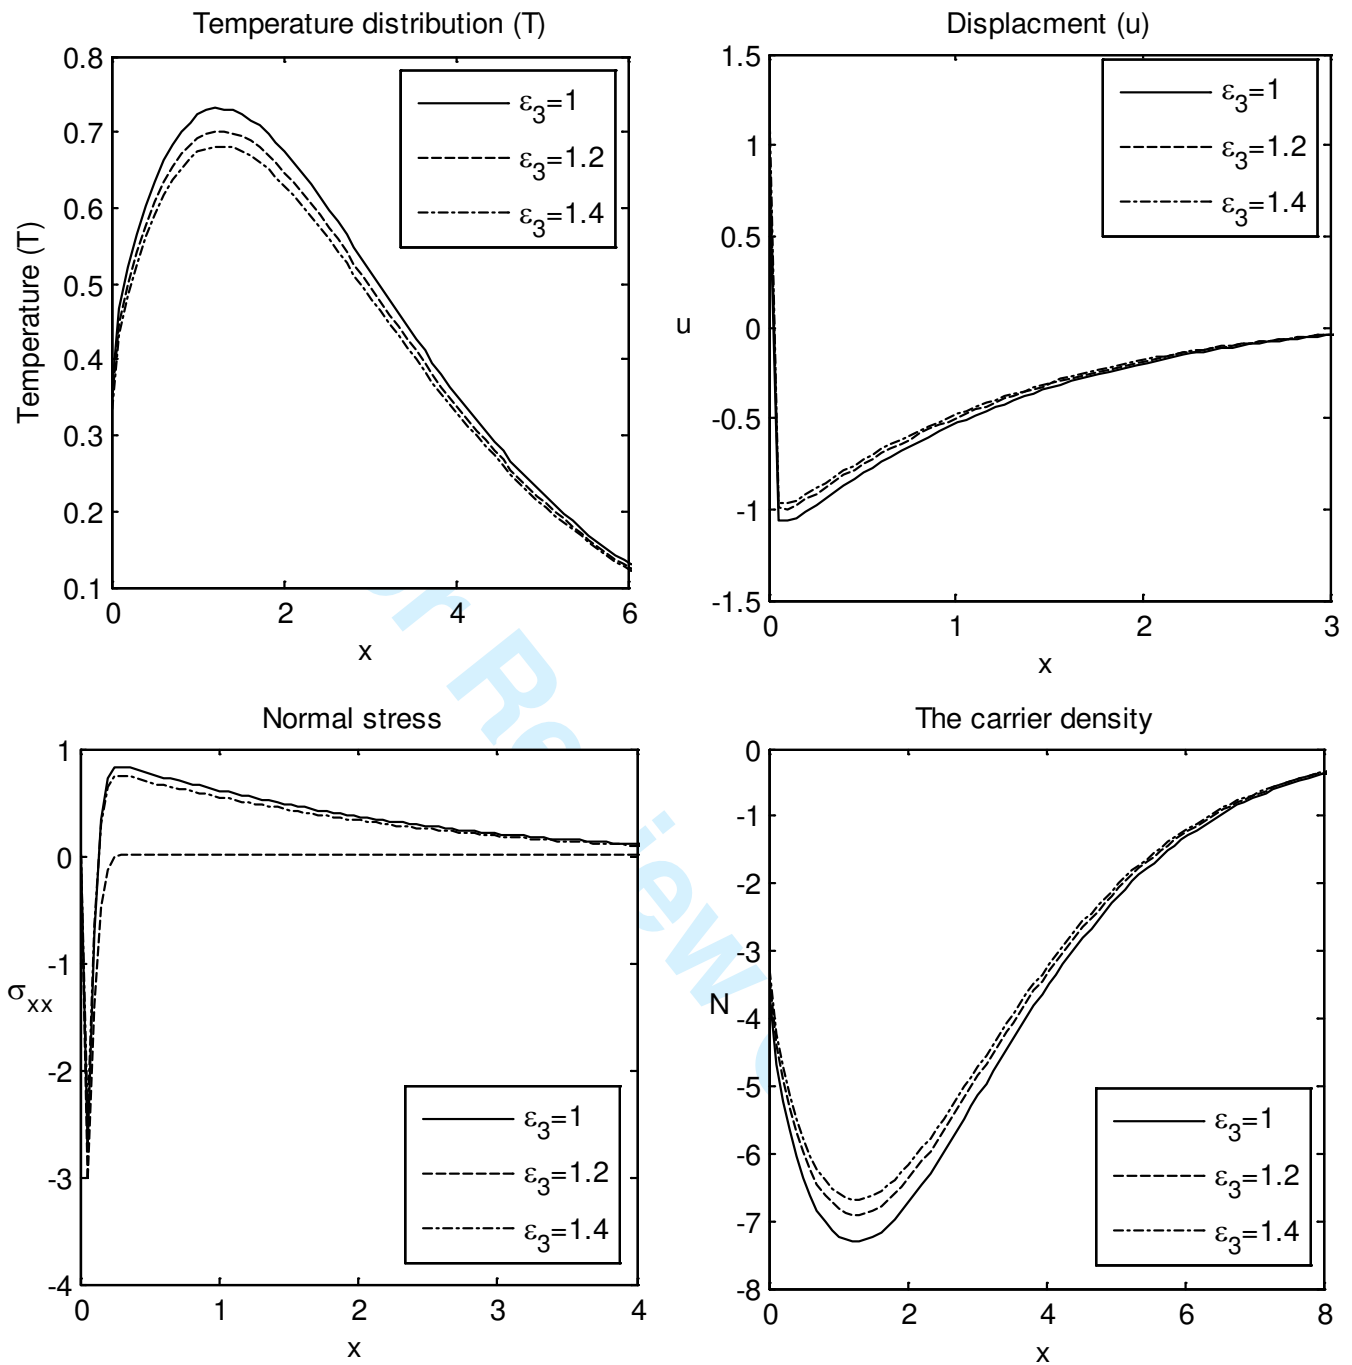 Temperature distribution (T)
0.8
0.7
0.6
0.5
0.4
0.3
0.2
0.1
Temperature (T)
0 2 4 6
x
ε3=1
ε3=1.2
ε3=1.4
Displacment (u)
1.5
1
0.5
0
-0.5
-1
-1.5
u
0 1 2 3
x
ε3=1
ε3=1.2
ε3=1.4
Normal stress
1
0
-1
-2
-3
-4
σxx
0 1 2 3 4
x
ε3=1
ε3=1.2
ε3=1.4
The carrier density
0
-1
-2
-3
-4
-5
-6
-7
-8
N
0 2 4 6 8
x
ε3=1
ε3=1.2
ε3=1.4